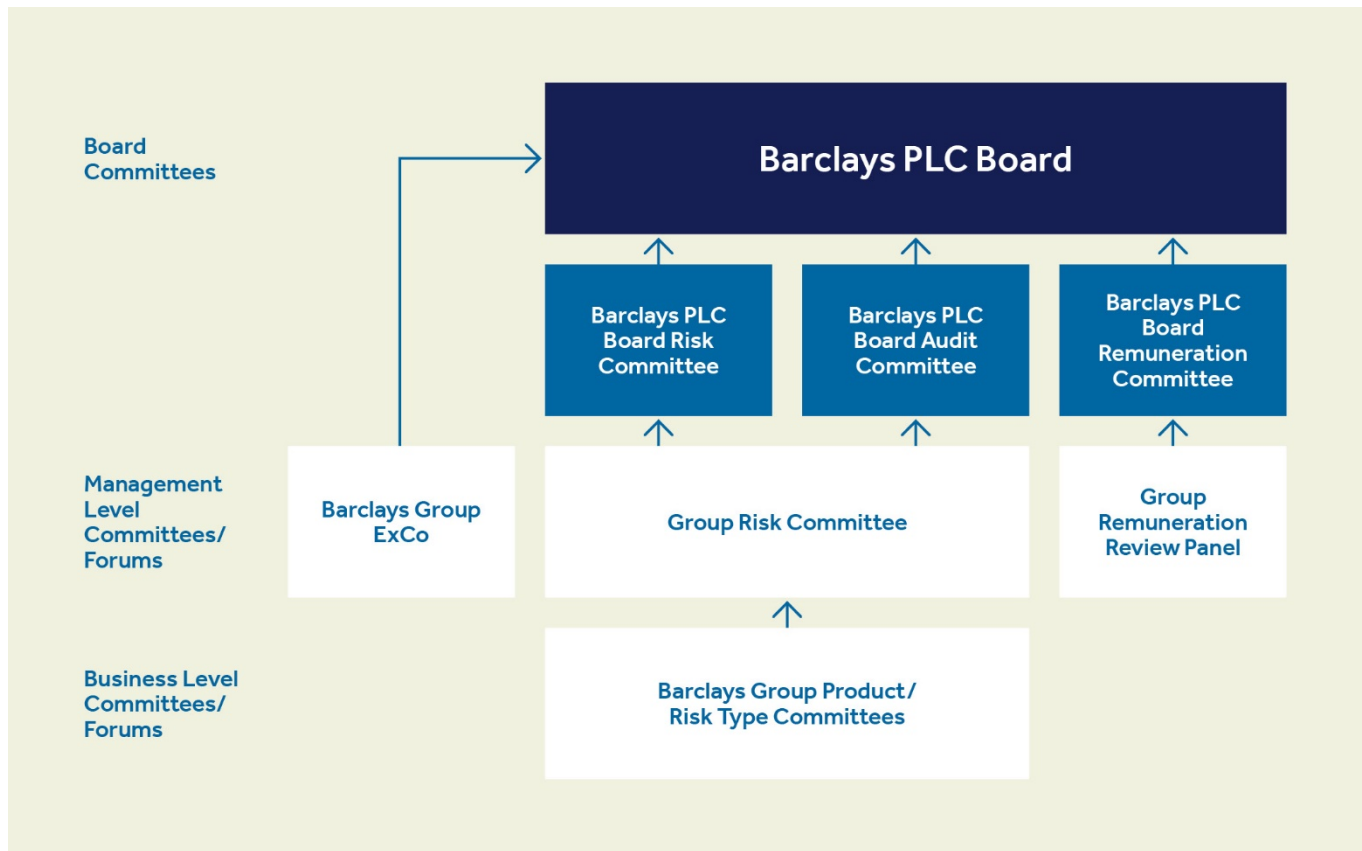 Board
Committees
Barclays PLC Board
Barclays PLC
Board Risk
Committee
Barclays PLC
Board Audit
Committee
Barclays PLC
Board
Remuneration
Committee
Management
Level
Committees/
Forums
Barclays Group
ExCo
Group Risk Committee
Group
Remuneration
Review Panel
Business Level
Committees/
Forums
Barclays Group Product/
Risk Type Committees